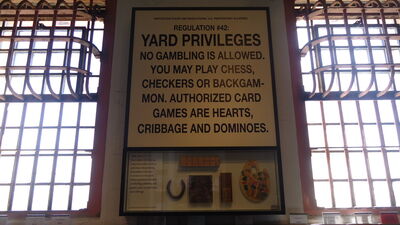 REGULATION #42:
YARD PRIVILEGES
NO GAMBLING IS ALLOWED.
YOU MAY PLAY CHESS,
CHECKERS OR BACKGAM-
MON. AUTHORIZED CARD
GAMES ARE HEARTS,
CRIBBAGE AND DOMINOES.